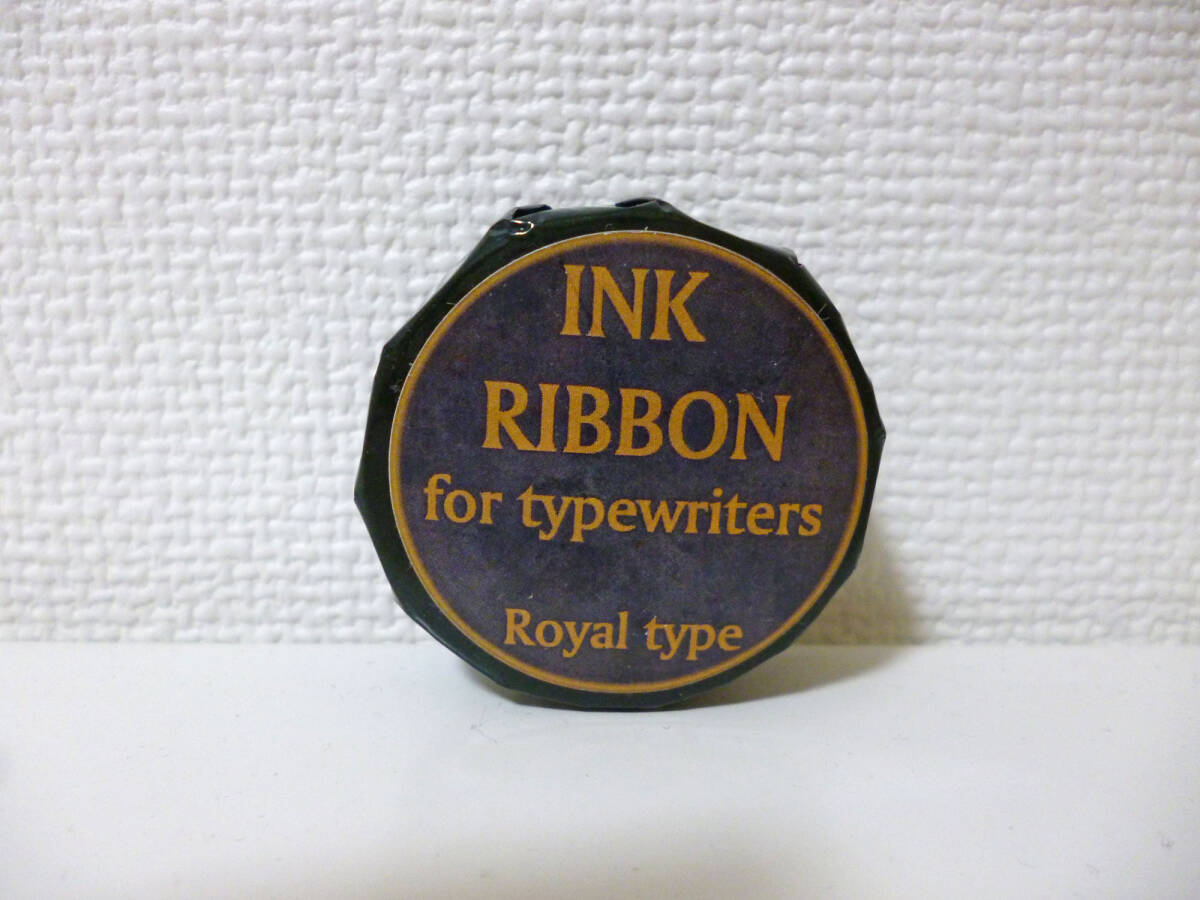 INK
RIBBON
for typewriters
Royal type